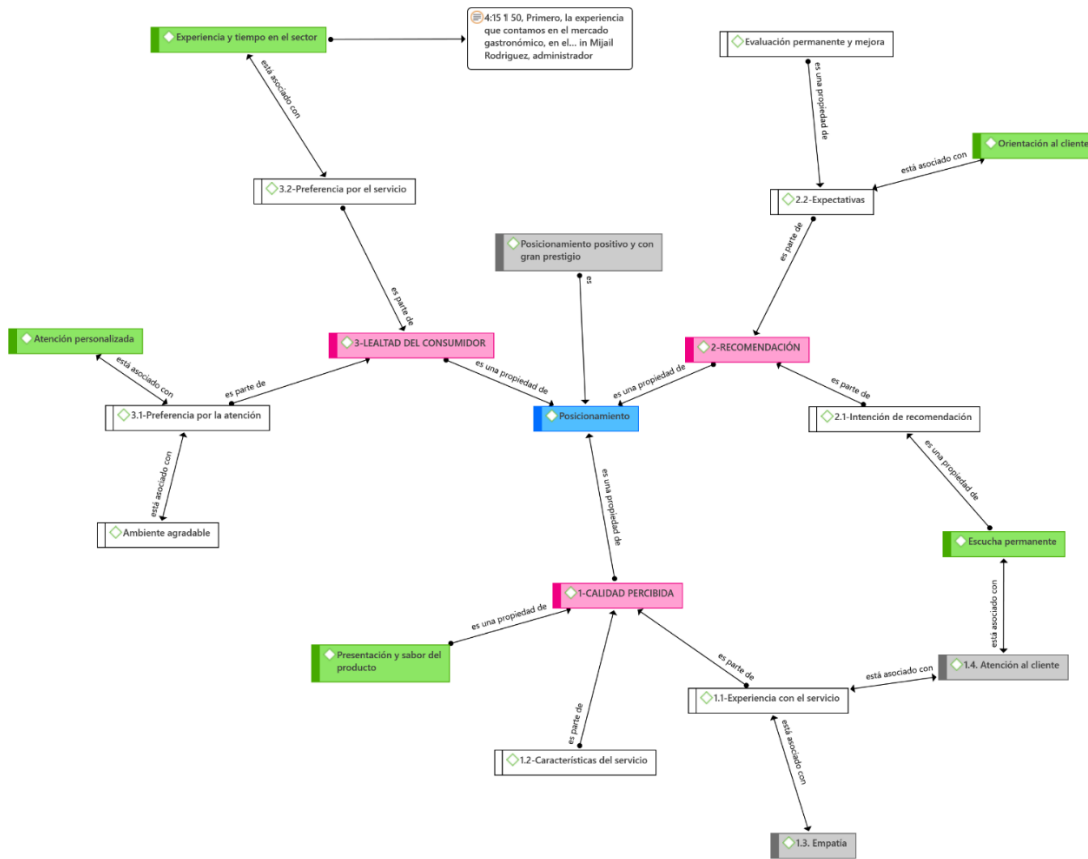 Experiencia y tiempo en el sector
4:15 ¶ 50, Primero, la experiencia
que contamos en el mercado
gastronómico, en el... in Mijail
Rodriguez, administrador
Evaluación permanente y mejora
está asociado con
es una propiedad de
Orientación al cliente
está asociado con
3.2-Preferencia por el servicio
2.2-Expectativas
Posicionamiento positivo y con
gran prestigio
es parte de
es
es parte de
Atención personalizada
3-LEALTAD DEL CONSUMIDOR
2-RECOMENDACIÓN
está asociado con
es parte de
es una propiedad de
es una propiedad de
es parte de
3.1-Preferencia por la atención
Posicionamiento
2.1-Intención de recomendación
está asociado con
es una propiedad de
es una propiedad de
Ambiente agradable
Escucha permanente
1-CALIDAD PERCIBIDA
es una propiedad de
está asociado con
Presentación y sabor del
producto
es parte de
está asociado con
1.4. Atención al cliente
1.1-Experiencia con el servicio
es parte de
1.2-Características del servicio
está asociado con
1.3. Empatía